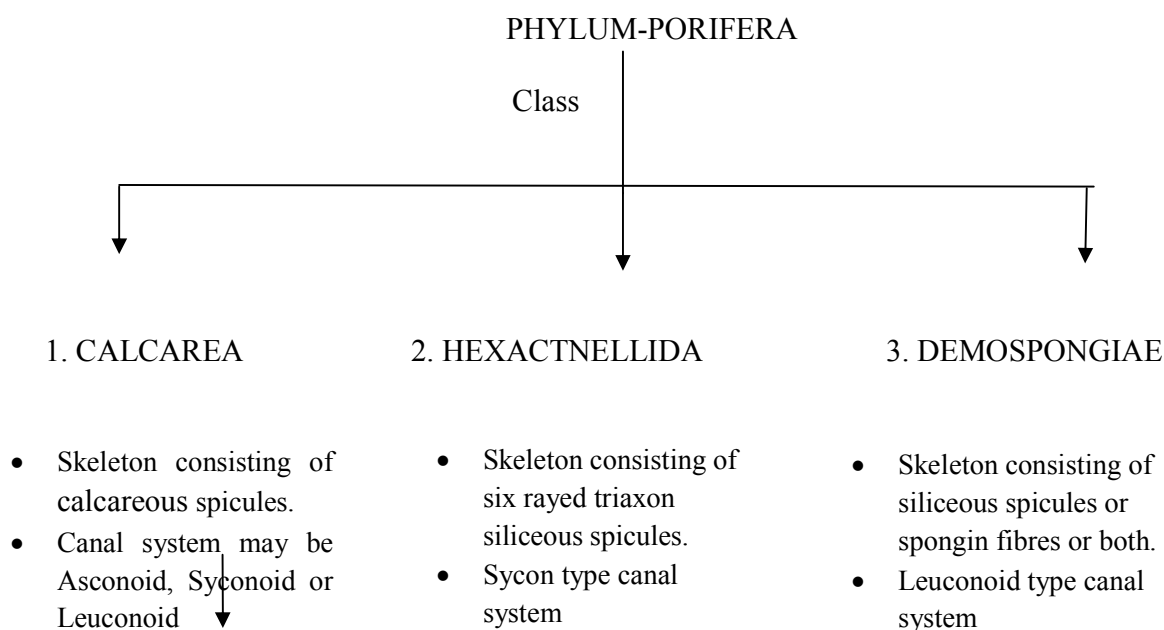 PHYLUM-PORIFERA
Class
1. CALCAREA
2. HEXACTNELLIDA
3. DEMOSPONGIAE
• Skeleton consisting of
calcareous spicules.
• Canal system may be
Asconoid, Syconoid or
Leuconoid
• Skeleton consisting of
six rayed triaxon
siliceous spicules.
• Sycon type canal
system
• Skeleton consisting of
siliceous spicules or
spongin fibres or both.
• Leuconoid type canal
system